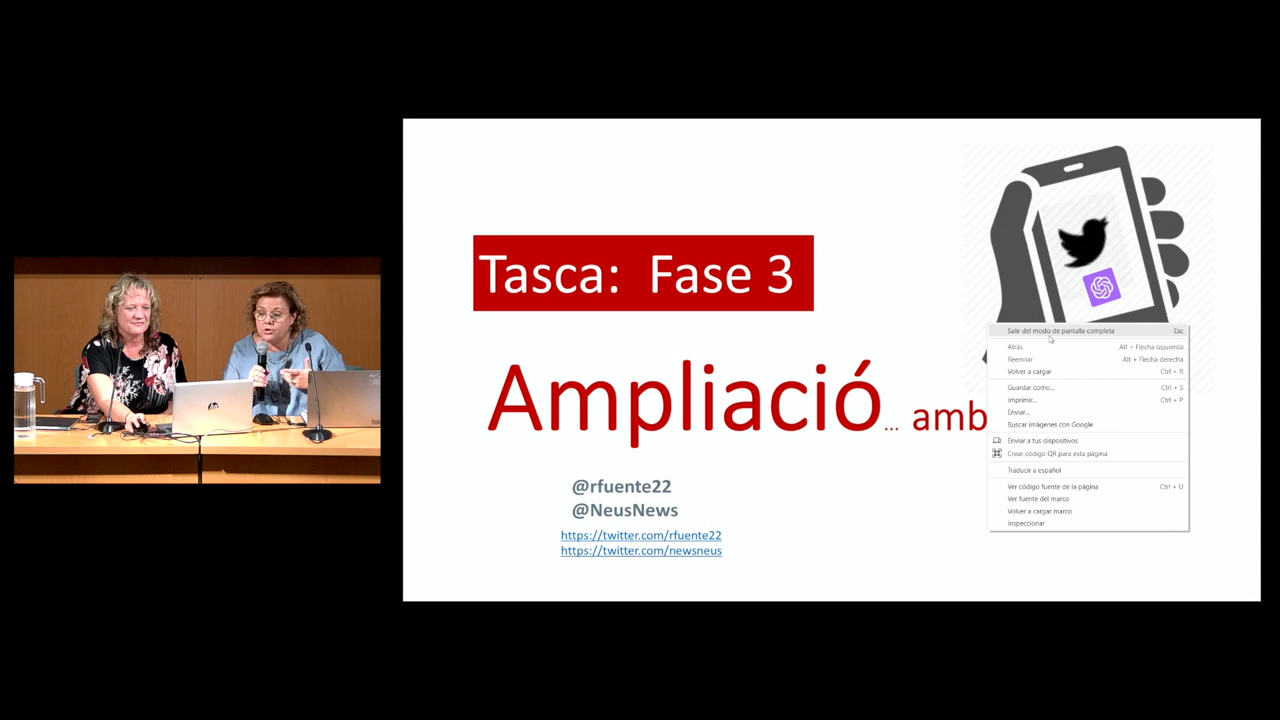 Tasca: Fase 3
Ampliació... amb
@rfuente22
@NeusNews
https://twitter.com/rfuente22
https://twitter.com/newsneus
Salir del modo de pantalla completa Esc
Atrás Alt + Flecha izquierda
Reenviar Alt + Flecha derecha
Volver a cargar Ctrl + R
Guardar como... Ctrl + S
Imprimir... Ctrl + P
Enviar...
Buscar imágenes con Google
Enviar a tus dispositivos
Crear código QR para esta página
Traducir a español
Ver código fuente de la página Ctrl + U
Ver fuente del marco
Volver a cargar marco
Inspeccionar
hp